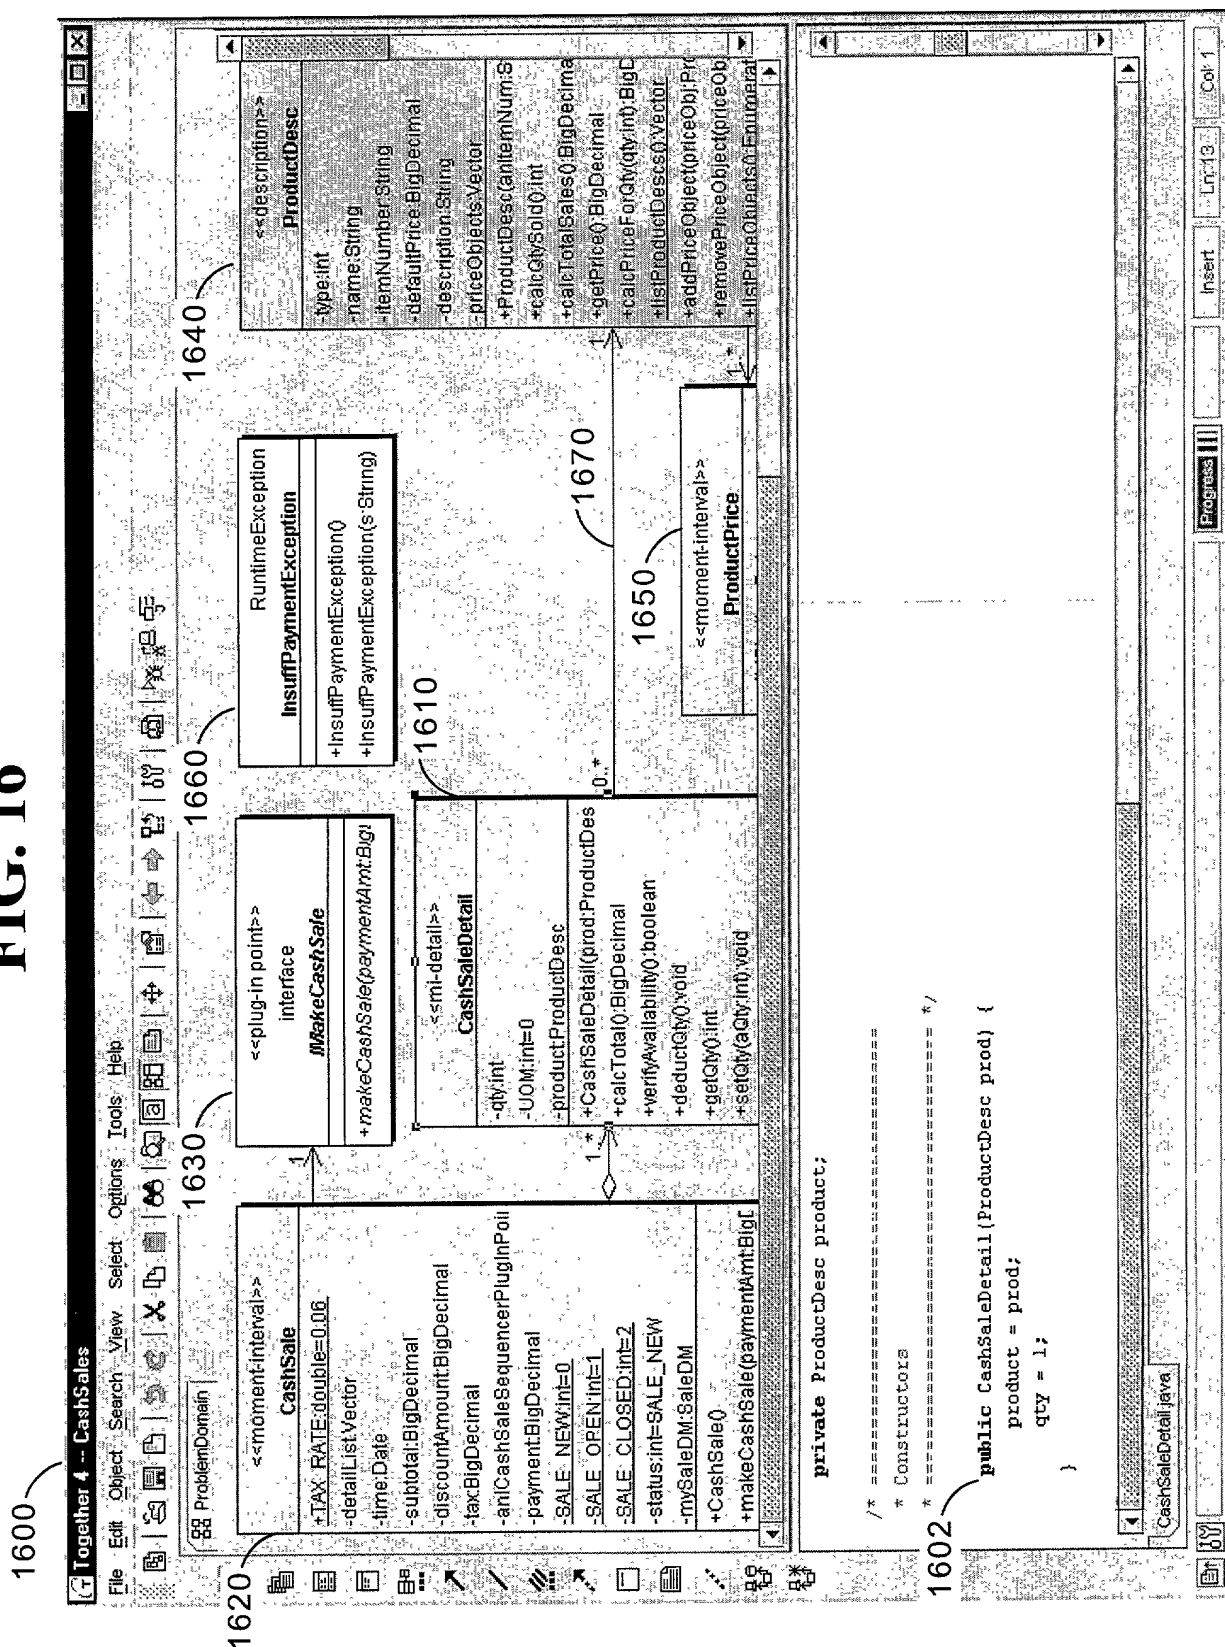 FIG. 16
1600
Together 4 -- CashSales
File Edit Object Search View Select Options Tools Help
ProblemDomain
1620
<<moment-interval>>
CashSale
+TAX_RATE:double=0.06
-detailList:Vector
-time:Date
-subtotal:BigDecimal
-discountAmount:BigDecimal
-tax:BigDecimal
-anICashSaleSequencerPlugInPoi
-payment:BigDecimal
-SALE_NEW:int=0
-SALE_OPEN:int=1
-SALE_CLOSED:int=2
-status:int=SALE_NEW
-mySaleDM:SaleDM
+CashSale()
+makeCashSale(paymentAmt:Big
1
1..*
1630
<<plug-in point>>
interface
IMakeCashSale
+makeCashSale(paymentAmt:Big
1610
<<mi-detail>>
CashSaleDetail
-qty:int
-UOM:int=0
-product:ProductDesc
+CashSaleDetail(prod:ProductDes
+calcTotal():BigDecimal
+verifyAvailability():boolean
+deductQty():void
+getQty():int
+setQty(aQty:int):void
0..*
1660
RuntimeException
InsuffPaymentException
+InsuffPaymentException()
+InsuffPaymentException(s:String)
1670
1
1650
<<moment-interval>>
ProductPrice
1..*
1640
<<description>>
ProductDesc
-type:int
-name:String
-itemNumber:String
-defaultPrice:BigDecimal
-description:String
-priceObjects:Vector
+ProductDesc(anItemNum:S
+calcQtySold():int
+calcTotalSales():BigDecima
+getPrice():BigDecimal
+calcPriceForQty(qty:int):BigD
+listProductDescs():Vector
+addPriceObject(priceObj:Pr
+removePriceObject(priceOb
+listPriceObjects():Enumerat
private ProductDesc product;
/* ================================
* Constructors
* ================================ */
1602
public CashSaleDetail(ProductDesc prod) {
product = prod;
qty = 1;
}
CashSaleDetail.java
Progress
Insert
Ln:13
Col: 1